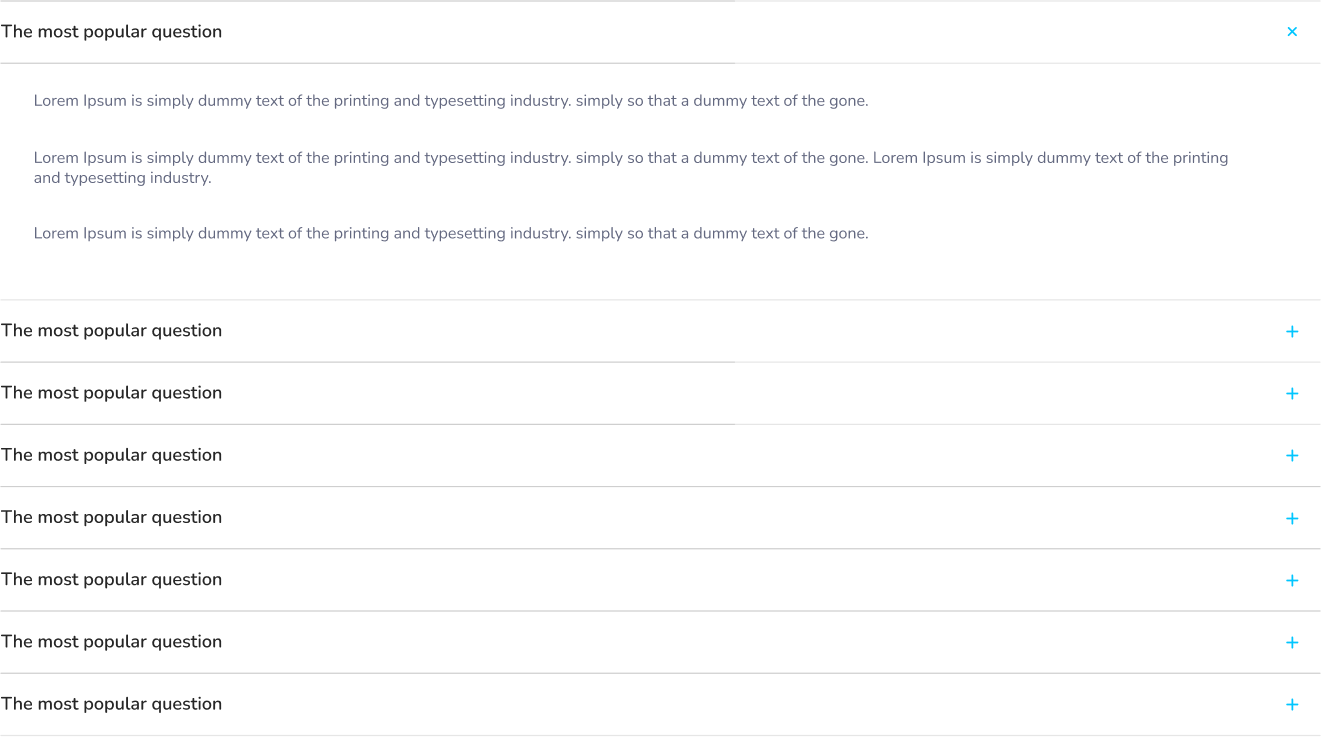 The most popular question
Lorem Ipsum is simply dummy text of the printing and typesetting industry. simply so that a dummy text of the gone.
Lorem Ipsum is simply dummy text of the printing and typesetting industry. simply so that a dummy text of the gone. Lorem Ipsum is simply dummy text of the printing
and typesetting industry.
Lorem Ipsum is simply dummy text of the printing and typesetting industry. simply so that a dummy text of the gone.
The most popular question
The most popular question
The most popular question
The most popular question
The most popular question
The most popular question
The most popular question